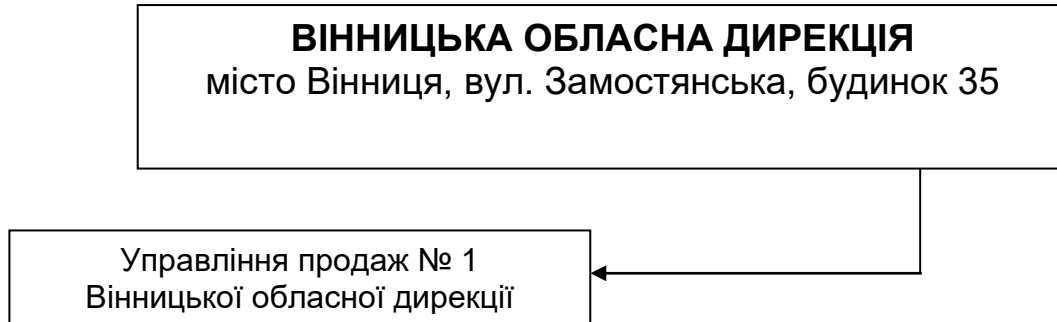 ВІННИЦЬКА ОБЛАСНА ДИРЕКЦІЯ
місто Вінниця, вул. Замостянська, будинок 35
Управління продаж № 1
Вінницької обласної дирекції